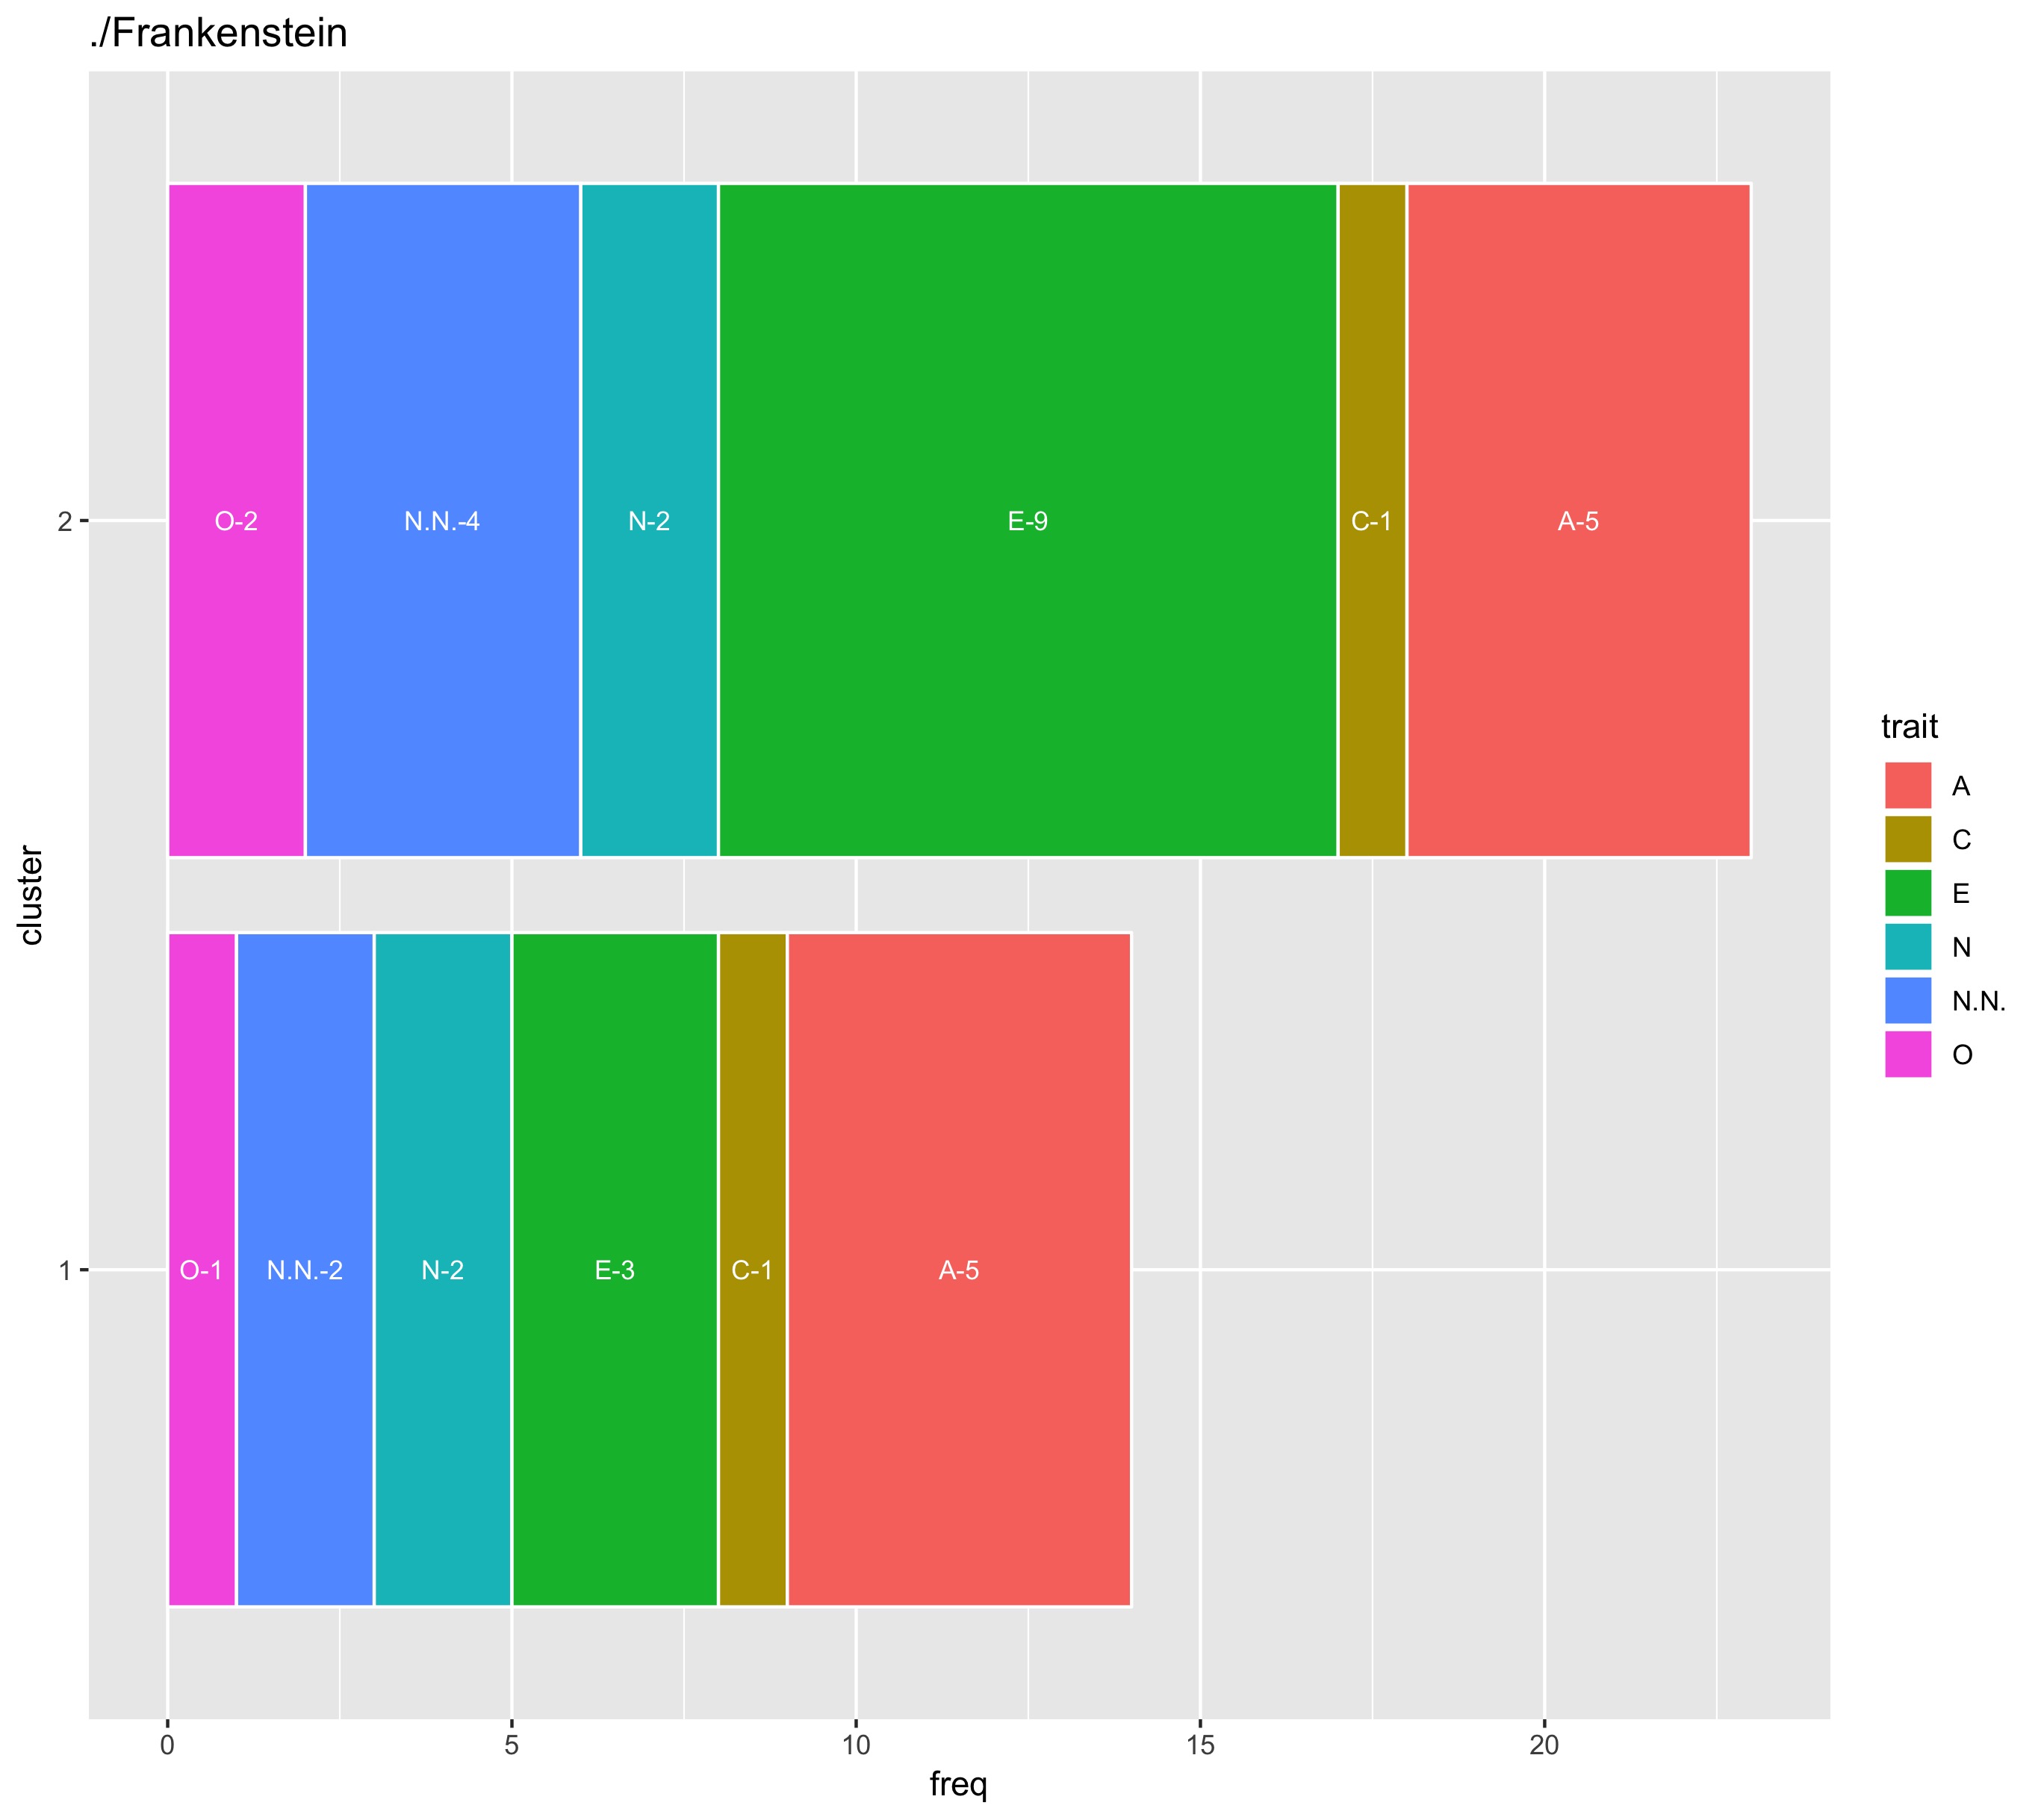 ./Frankenstein
2
O-2 N.N.-4 N-2 E-9 C-1 A-5
cluster
1
O-1 N.N.-2 N-2 E-3 C-1 A-5
0 5 10 15 20
freq
trait
A
C
E
N
N.N.
O